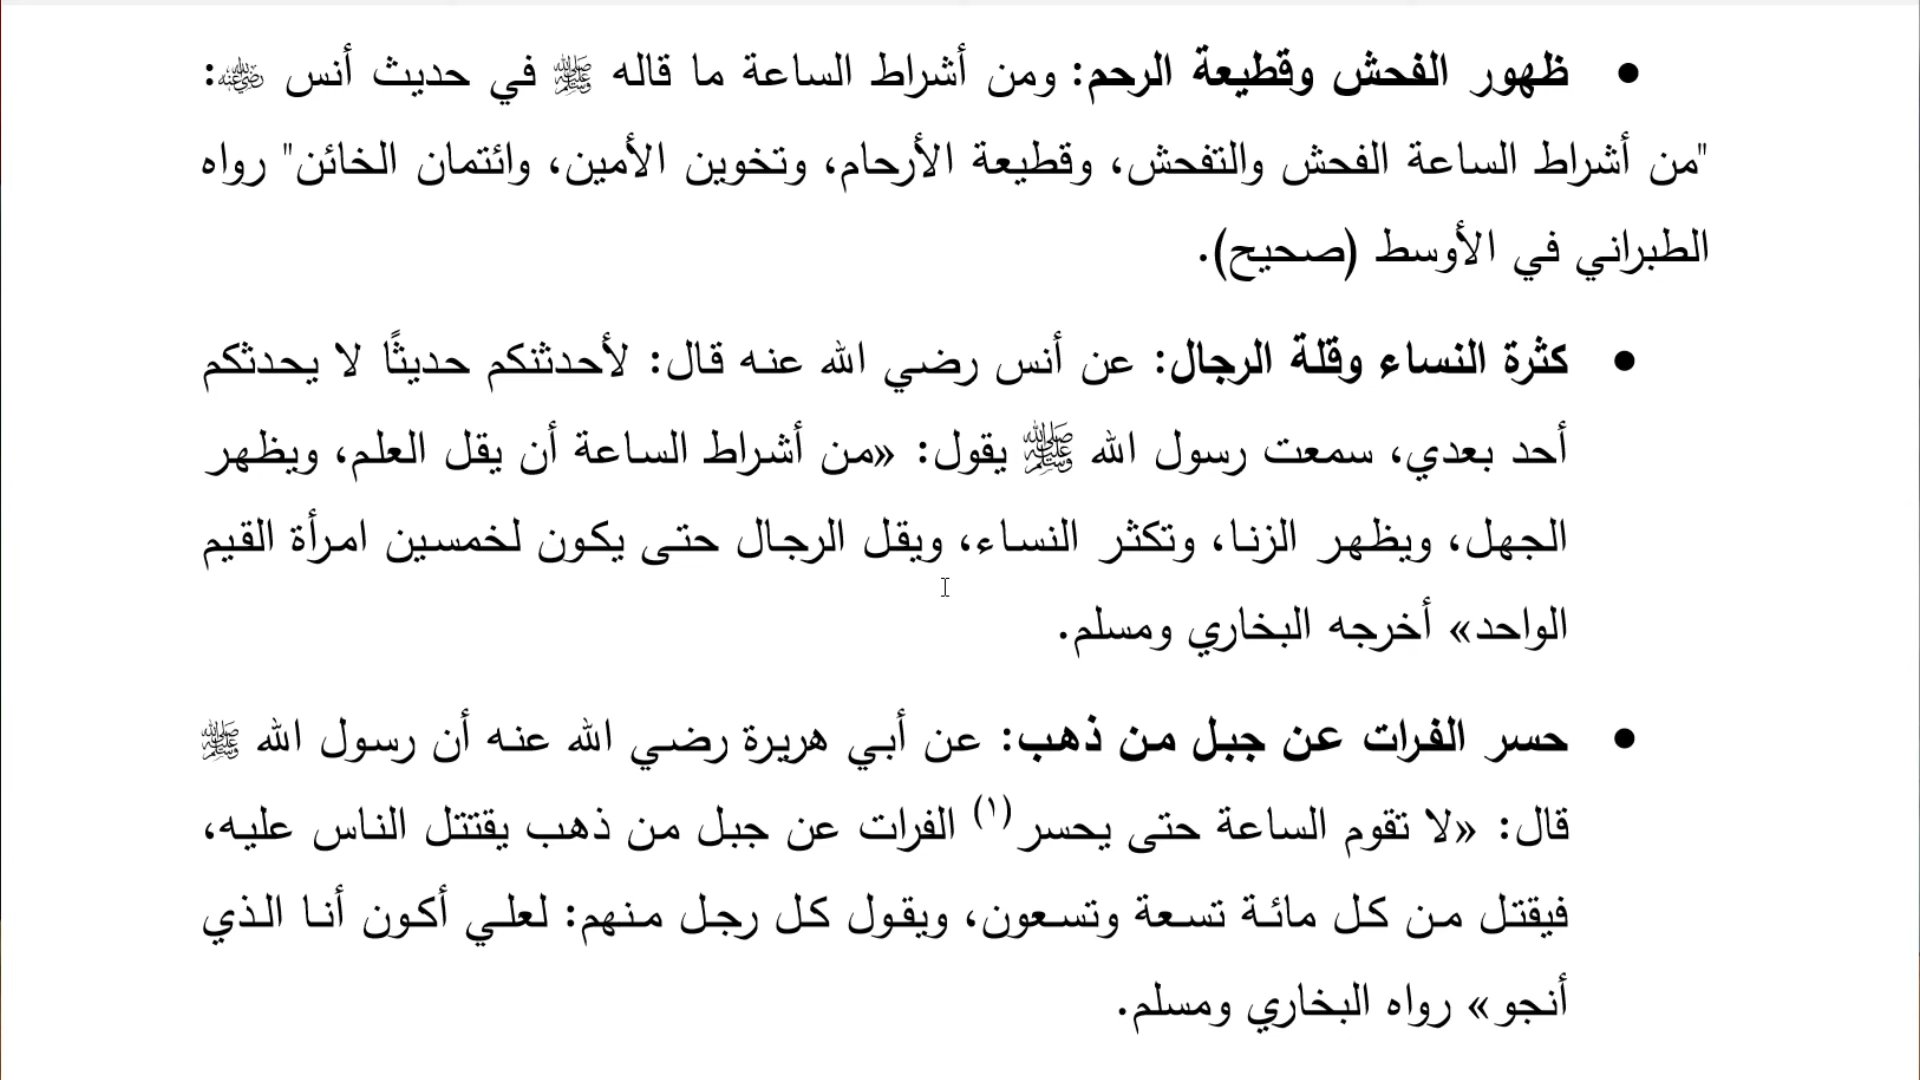 • ظهور الفحش وقطيعة الرحم: ومن أشراط الساعة ما قاله ﷺ في حديث أنس رضي الله عنه:
"من أشراط الساعة الفحش والتفحش، وقطيعة الأرحام، وتخوين الأمين، وائتمان الخائن" رواه
الطبراني في الأوسط (صحيح).
• كثرة النساء وقلة الرجال: عن أنس رضي الله عنه قال: لأحدثنكم حديثًا لا يحدثكم
أحد بعدي، سمعت رسول الله ﷺ يقول: «من أشراط الساعة أن يقل العلم، ويظهر
الجهل، ويظهر الزنا، وتكثر النساء، ويقل الرجال حتى يكون لخمسين امرأة القيم
الواحد» أخرجه البخاري ومسلم.
• حسر الفرات عن جبل من ذهب: عن أبي هريرة رضي الله عنه أن رسول الله ﷺ
قال: «لا تقوم الساعة حتى يحسر(١) الفرات عن جبل من ذهب يقتتل الناس عليه،
فيقتل من كل مائة تسعة وتسعون، ويقول كل رجل منهم: لعلي أكون أنا الذي
أنجو» رواه البخاري ومسلم.